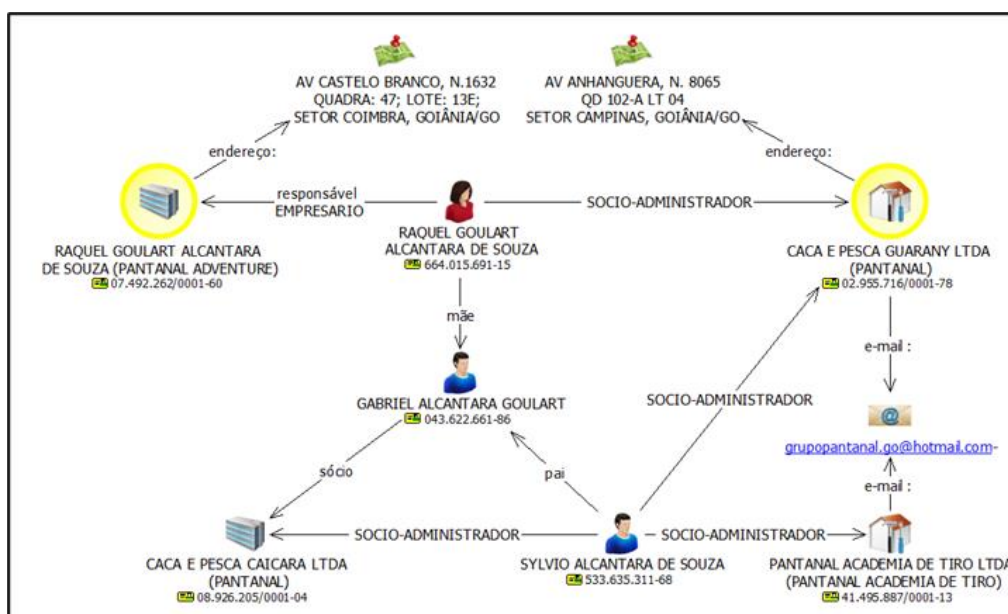 AV CASTELO BRANCO, N.1632
QUADRA: 47; LOTE: 13E;
SETOR COIMBRA, GOIÂNIA/GO
AV ANHANGUERA, N. 8065
QD 102-A LT 04
SETOR CAMPINAS, GOIÂNIA/GO
endereço:
endereço:
responsável
EMPRESARIO
SOCIO-ADMINISTRADOR
RAQUEL GOULART ALCANTARA
DE SOUZA (PANTANAL ADVENTURE)
07.492.262/0001-60
RAQUEL GOULART
ALCANTARA DE SOUZA
664.015.691-15
CACA E PESCA GUARANY LTDA
(PANTANAL)
02.955.716/0001-78
mãe
e-mail :
GABRIEL ALCANTARA GOULART
043.622.661-86
SOCIO-ADMINISTRADOR
grupopantanal.go@hotmail.com-
sócio
pai
e-mail :
SOCIO-ADMINISTRADOR
SOCIO-ADMINISTRADOR
CACA E PESCA CAICARA LTDA
(PANTANAL)
08.926.205/0001-04
SYLVIO ALCANTARA DE SOUZA
533.635.311-68
PANTANAL ACADEMIA DE TIRO LTDA
(PANTANAL ACADEMIA DE TIRO)
41.495.887/0001-13